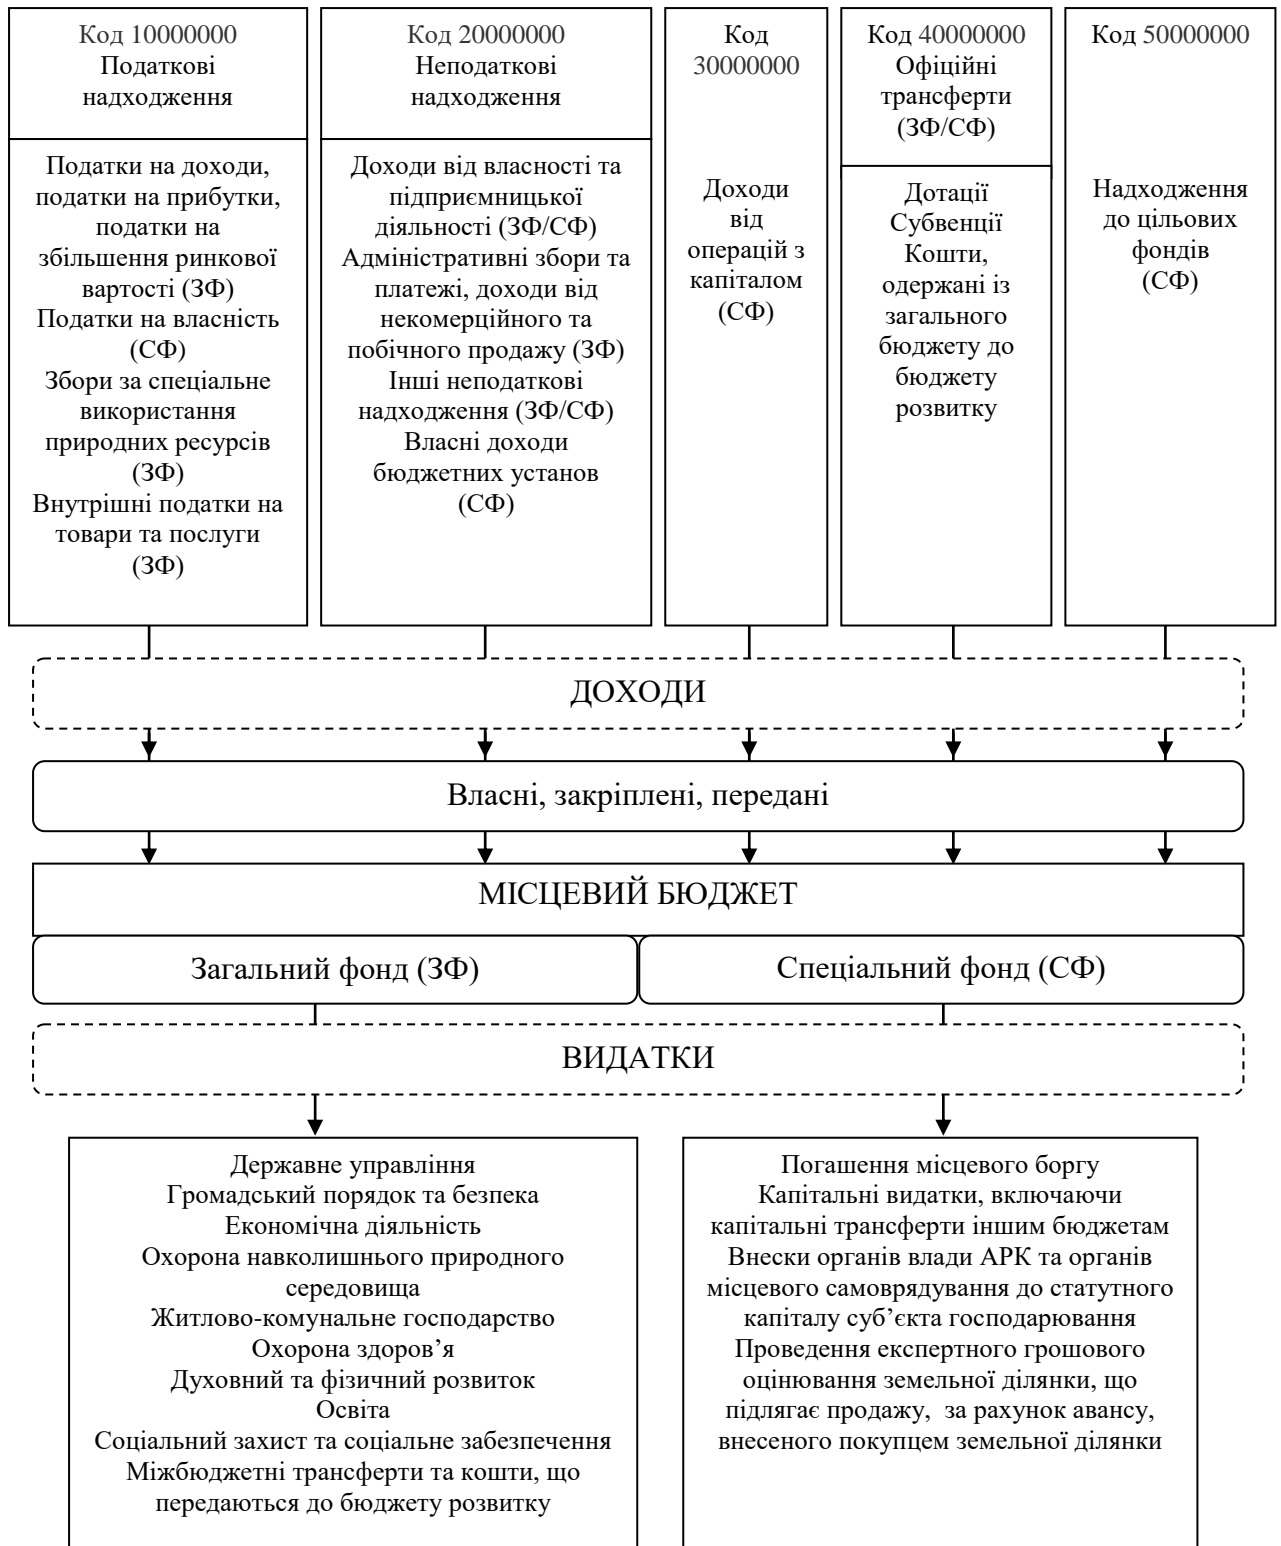 Код 10000000
Податкові
надходження
Податки на доходи,
податки на прибутки,
податки на
збільшення ринкової
вартості (ЗФ)
Податки на власність
(СФ)
Збори за спеціальне
використання
природних ресурсів
(ЗФ)
Внутрішні податки на
товари та послуги
(ЗФ)
Код 20000000
Неподаткові
надходження
Доходи від власності та
підприємницької
діяльності (ЗФ/СФ)
Адміністративні збори та
платежі, доходи від
некомерційного та
побічного продажу (ЗФ)
Інші неподаткові
надходження (ЗФ/СФ)
Власні доходи
бюджетних установ
(СФ)
Код
30000000
Доходи
від
операцій з
капіталом
(СФ)
Код 40000000
Офіційні
трансферти
(ЗФ/СФ)
Дотації
Субвенції
Кошти,
одержані із
загального
бюджету до
бюджету
розвитку
Код 50000000
Надходження
до цільових
фондів
(СФ)
ДОХОДИ
Власні, закріплені, передані
МІСЦЕВИЙ БЮДЖЕТ
Загальний фонд (ЗФ)
Спеціальний фонд (СФ)
ВИДАТКИ
Державне управління
Громадський порядок та безпека
Економічна діяльність
Охорона навколишнього природного
середовища
Житлово-комунальне господарство
Охорона здоров’я
Духовний та фізичний розвиток
Освіта
Соціальний захист та соціальне забезпечення
Міжбюджетні трансферти та кошти, що
передаються до бюджету розвитку
Погашення місцевого боргу
Капітальні видатки, включаючи
капітальні трансферти іншим бюджетам
Внески органів влади АРК та органів
місцевого самоврядування до статутного
капіталу суб’єкта господарювання
Проведення експертного грошового
оцінювання земельної ділянки, що
підлягає продажу, за рахунок авансу,
внесеного покупцем земельної ділянки